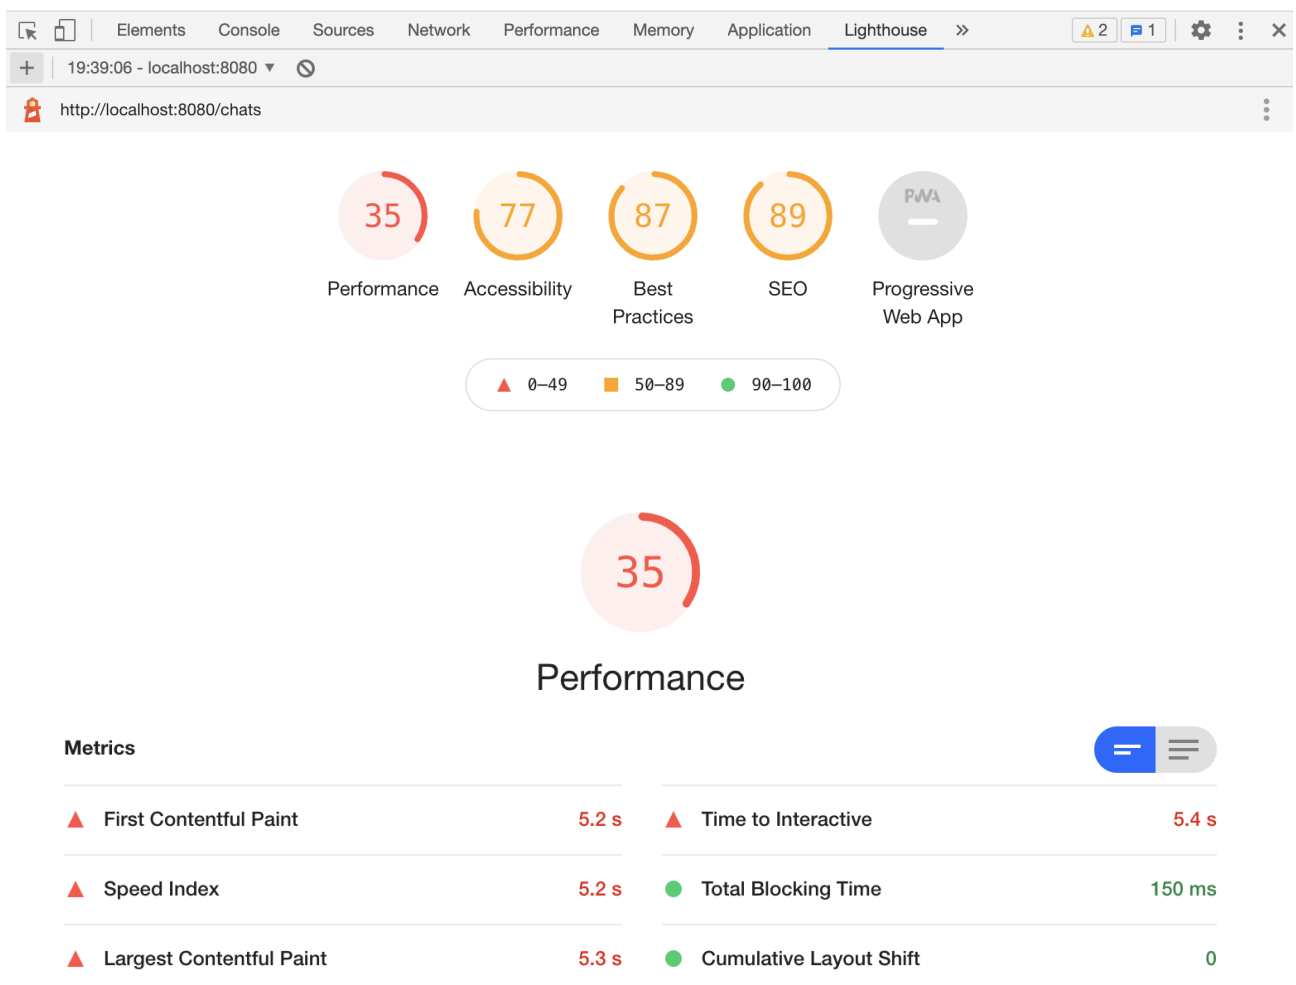 Elements Console Sources Network Performance Memory Application Lighthouse » 2 1
19:39:06 - localhost:8080
http://localhost:8080/chats
35 77 87 89 PWA
Performance Accessibility Best Practices SEO Progressive Web App
0–49 50–89 90–100
35
Performance
Metrics
First Contentful Paint 5.2 s
Time to Interactive 5.4 s
Speed Index 5.2 s
Total Blocking Time 150 ms
Largest Contentful Paint 5.3 s
Cumulative Layout Shift 0